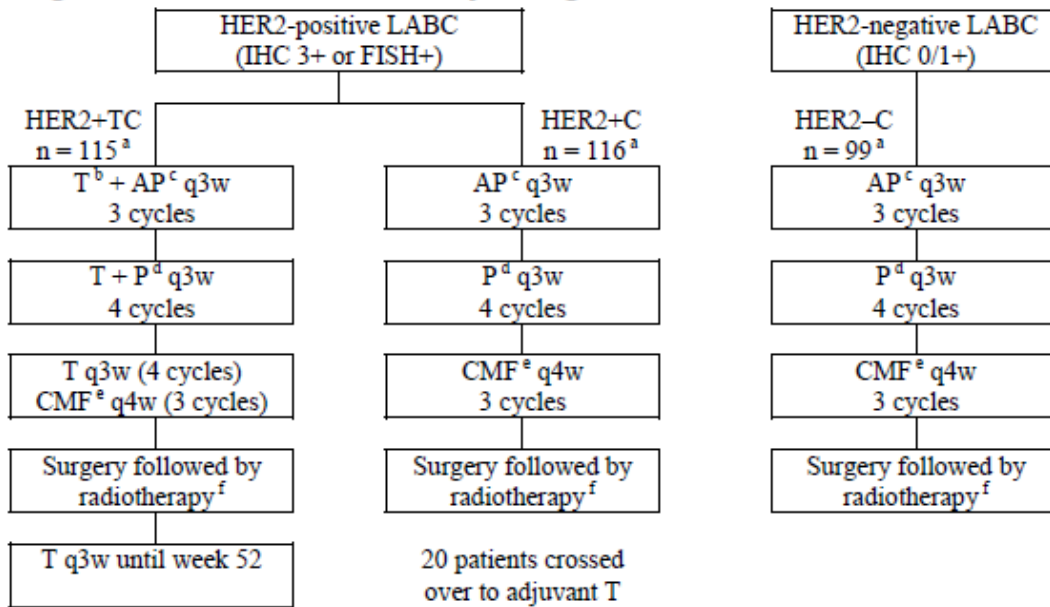 HER2-positive LABC
(IHC 3+ or FISH+)
HER2-negative LABC
(IHC 0/1+)
HER2+TC
n = 115 a
HER2+C
n = 116 a
HER2–C
n = 99 a
T b + AP c q3w
3 cycles
AP c q3w
3 cycles
AP c q3w
3 cycles
T + P d q3w
4 cycles
P d q3w
4 cycles
P d q3w
4 cycles
T q3w (4 cycles)
CMF e q4w (3 cycles)
CMF e q4w
3 cycles
CMF e q4w
3 cycles
Surgery followed by
radiotherapy f
Surgery followed by
radiotherapy f
Surgery followed by
radiotherapy f
T q3w until week 52
20 patients crossed
over to adjuvant T